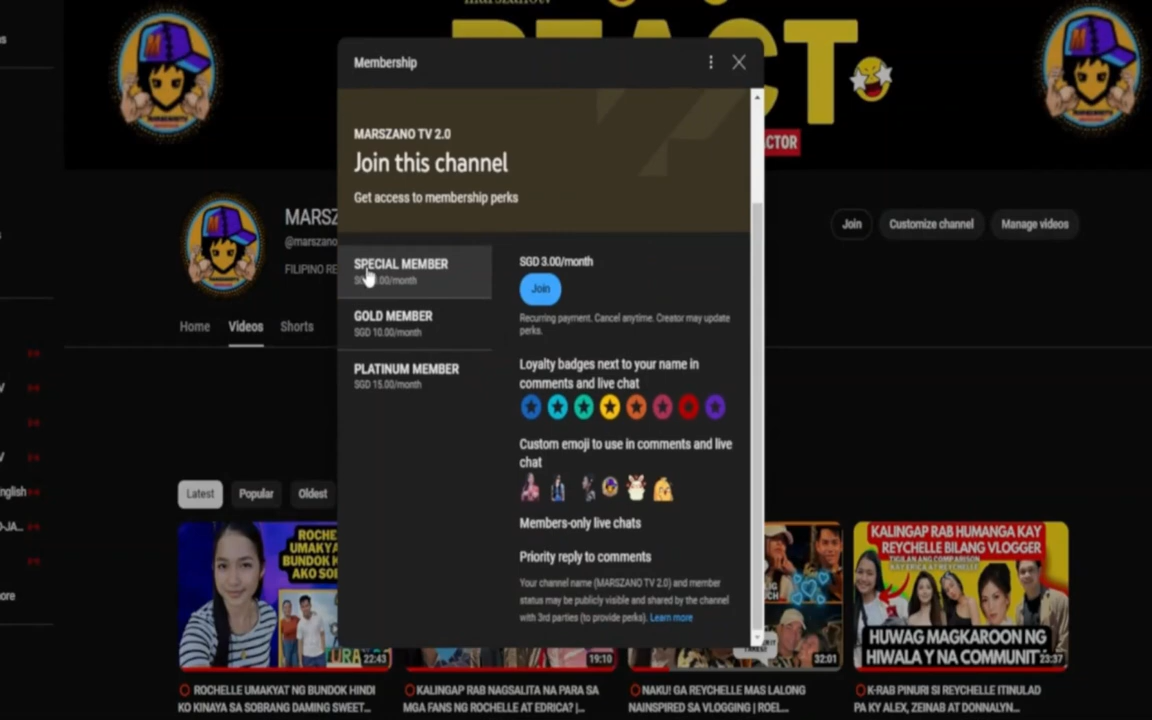 REACT
CTOR
Membership
MARSZANO TV 2.0
Join this channel
Get access to membership perks
SPECIAL MEMBER
GOLD MEMBER
SGD 10.00/month
PLATINUM MEMBER
SGD 15.00/month
SGD 3.00/month
Join
Recurring payment. Cancel anytime. Creator may update
perks.
Loyalty badges next to your name in
comments and live chat
Custom emoji to use in comments and live
chat
Members-only live chats
Priority reply to comments
Your channel name (MARSZANO TV 2.0) and member
status may be publicly visible and shared by the channel
with 3rd parties (to provide perks). Learn more
MARSZ
@marszano
FILIPINO RE
Join
Customize channel
Manage videos
Home
Videos
Shorts
Latest
Popular
Oldest
nglish
O-JA...
ore
ROCHELLE
UMAKYAT
BUNDOK
22:43
19:10
32:01
KALINGAP RAB HUMANGA KAY
REYCHELLE BILANG VLOGGER
HUWAG MAGKAROON NG
HIWALA Y NA COMMUNIT
23:37
ROCHELLE UMAKYAT NG BUNDOK HINDI
KO KINAYA SA SOBRANG DAMING SWEET...
KALINGAP RAB NAGSALITA NA PARA SA
MGA FANS NG ROCHELLE AT EDRICA? |...
NAKU! GA REYCHELLE MAS LALONG
NAINSPIRED SA VLOGGING | ROEL...
K-RAB PINURI SI REYCHELLE ITINULAD
PA KY ALEX, ZEINAB AT DONNALYN...